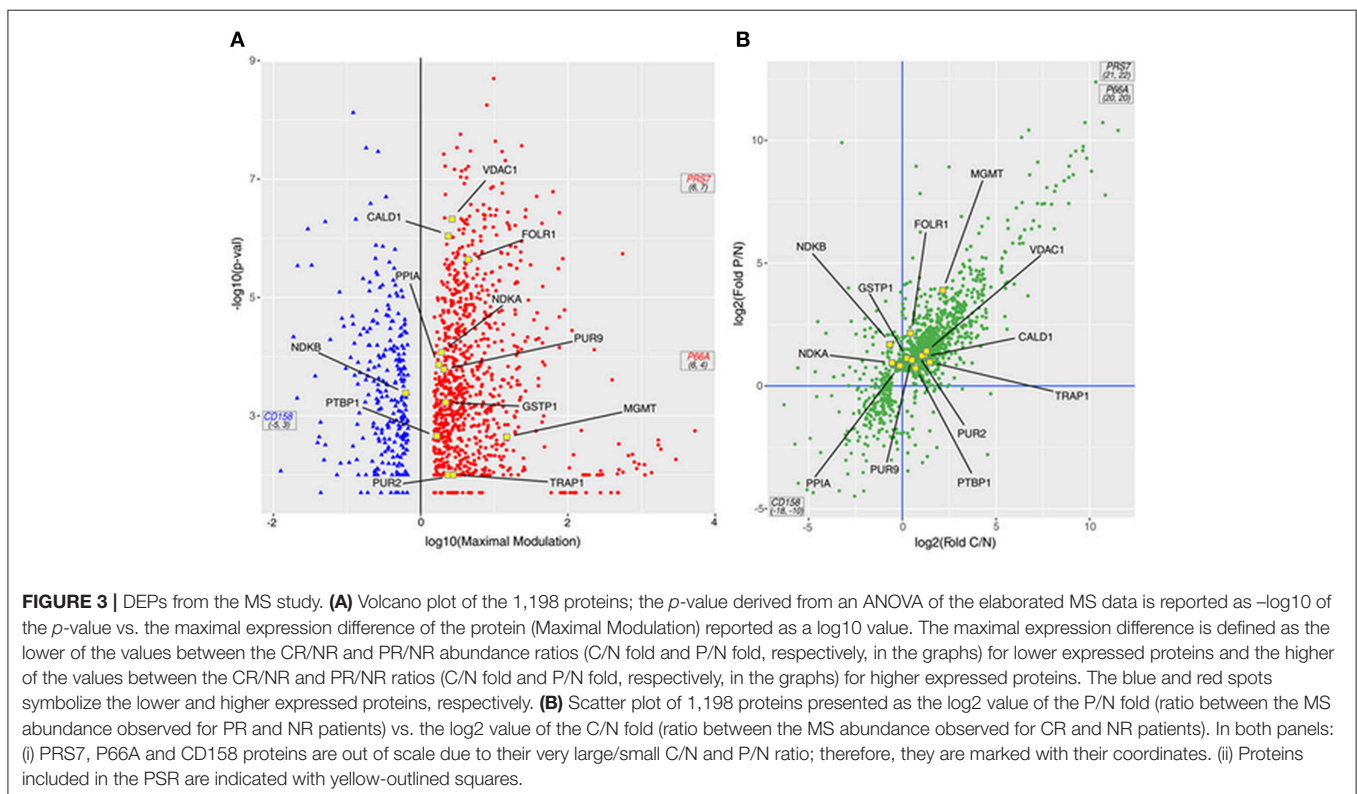 A
B
9
7
5
3
-log10(p-val)
VDAC1
CALD1
FOLR1
PPIA
NDKA
PUR9
NDKB
PTBP1
GSTP1
MGMT
PUR2
TRAP1
PRS7
(6, 7)
P66A
(6, 4)
CD158
(-5, 3)
-2
0
2
4
log10(Maximal Modulation)
PRS7
(21, 22)
P66A
(20, 20)
10
5
0
-5
log2(Fold P/N)
MGMT
FOLR1
NDKB
VDAC1
GSTP1
CALD1
NDKA
TRAP1
PUR2
PUR9
PPIA
PTBP1
CD158
(-18, -10)
-5
0
5
10
log2(Fold C/N)
FIGURE 3 | DEPs from the MS study. (A) Volcano plot of the 1,198 proteins; the p-value derived from an ANOVA of the elaborated MS data is reported as –log10 of
the p-value vs. the maximal expression difference of the protein (Maximal Modulation) reported as a log10 value. The maximal expression difference is defined as the
lower of the values between the CR/NR and PR/NR abundance ratios (C/N fold and P/N fold, respectively, in the graphs) for lower expressed proteins and the higher
of the values between the CR/NR and PR/NR ratios (C/N fold and P/N fold, respectively, in the graphs) for higher expressed proteins. The blue and red spots
symbolize the lower and higher expressed proteins, respectively. (B) Scatter plot of 1,198 proteins presented as the log2 value of the P/N fold (ratio between the MS
abundance observed for PR and NR patients) vs. the log2 value of the C/N fold (ratio between the MS abundance observed for CR and NR patients). In both panels:
(i) PRS7, P66A and CD158 proteins are out of scale due to their very large/small C/N and P/N ratio; therefore, they are marked with their coordinates. (ii) Proteins
included in the PSR are indicated with yellow-outlined squares.